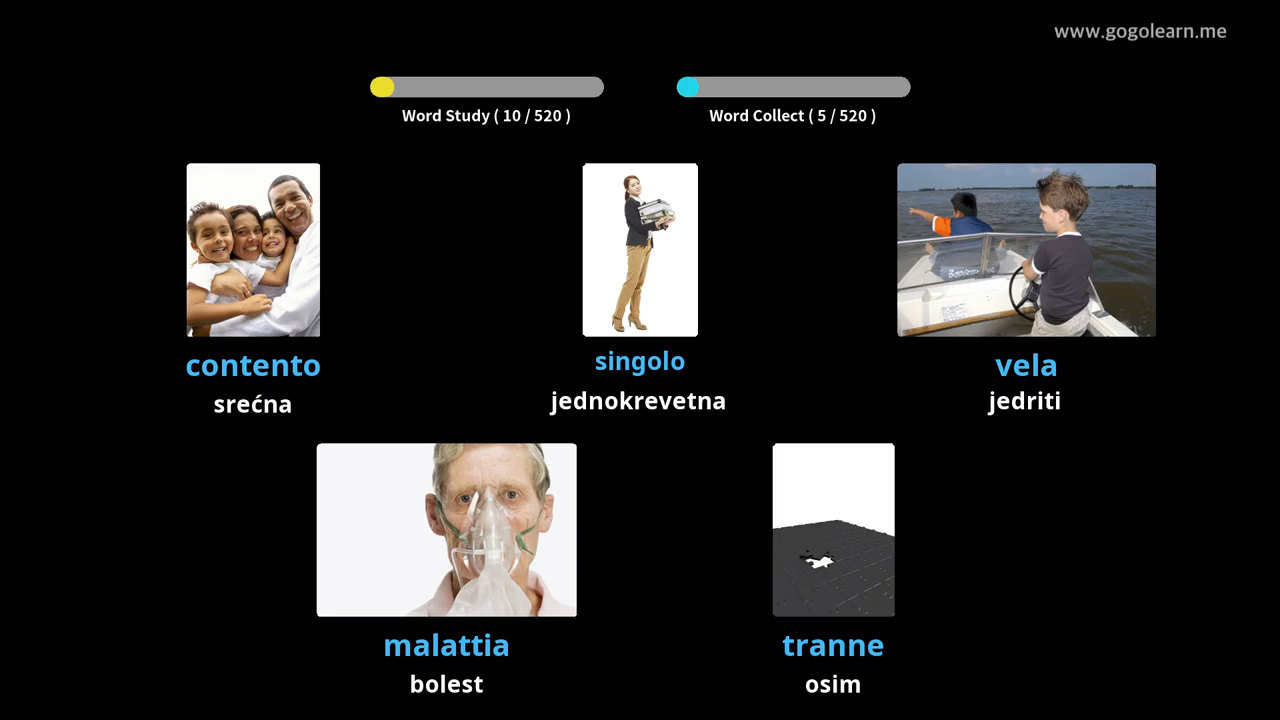 www.gogolearn.me
Word Study ( 10 / 520 )
Word Collect ( 5 / 520 )
contento
srećna
singolo
jednokrevetna
vela
jedriti
malattia
bolest
tranne
osim